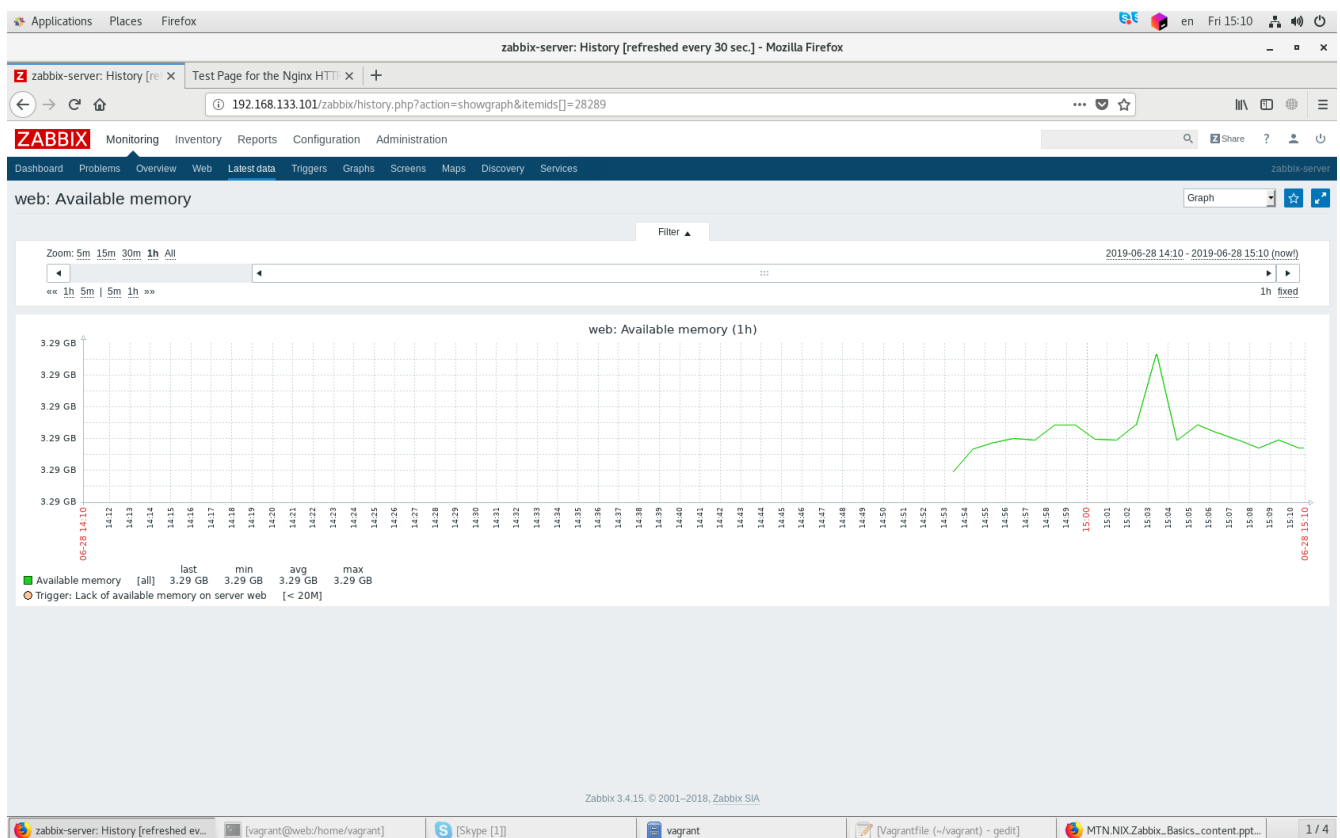 Applications Places Firefox en Fri 15:10
zabbix-server: History [refreshed every 30 sec.] - Mozilla Firefox
zabbix-server: History [re Test Page for the Nginx HTT
192.168.133.101/zabbix/history.php?action=showgraph&itemids[]=28289
ZABBIX Monitoring Inventory Reports Configuration Administration Z Share ?
Dashboard Problems Overview Web Latest data Triggers Graphs Screens Maps Discovery Services zabbix-server
web: Available memory Graph
Filter
Zoom: 5m 15m 30m 1h All 2019-06-28 14:10 - 2019-06-28 15:10 (now!)
«« 1h 5m | 5m 1h »» 1h fixed
web: Available memory (1h)
3.29 GB
3.29 GB
3.29 GB
3.29 GB
3.29 GB
3.29 GB
06-28 14:10 14:12 14:13 14:14 14:15 14:16 14:17 14:18 14:19 14:20 14:21 14:22 14:23 14:24 14:25 14:26 14:27 14:28 14:29 14:30 14:31 14:32 14:33 14:34 14:35 14:36 14:37 14:38 14:39 14:40 14:41 14:42 14:43 14:44 14:45 14:46 14:47 14:48 14:49 14:50 14:51 14:52 14:53 14:54 14:55 14:56 14:57 14:58 14:59 15:00 15:01 15:02 15:03 15:04 15:05 15:06 15:07 15:08 15:09 15:10 06-28 15:10
last min avg max
Available memory [all] 3.29 GB 3.29 GB 3.29 GB 3.29 GB
Trigger: Lack of available memory on server web [< 20M]
Zabbix 3.4.15. © 2001–2018, Zabbix SIA
zabbix-server: History [refreshed ev... [vagrant@web:/home/vagrant] [Skype [1]] vagrant [Vagrantfile (~/vagrant) - gedit] MTN.NIX.Zabbix_Basics_content.ppt... 1 / 4